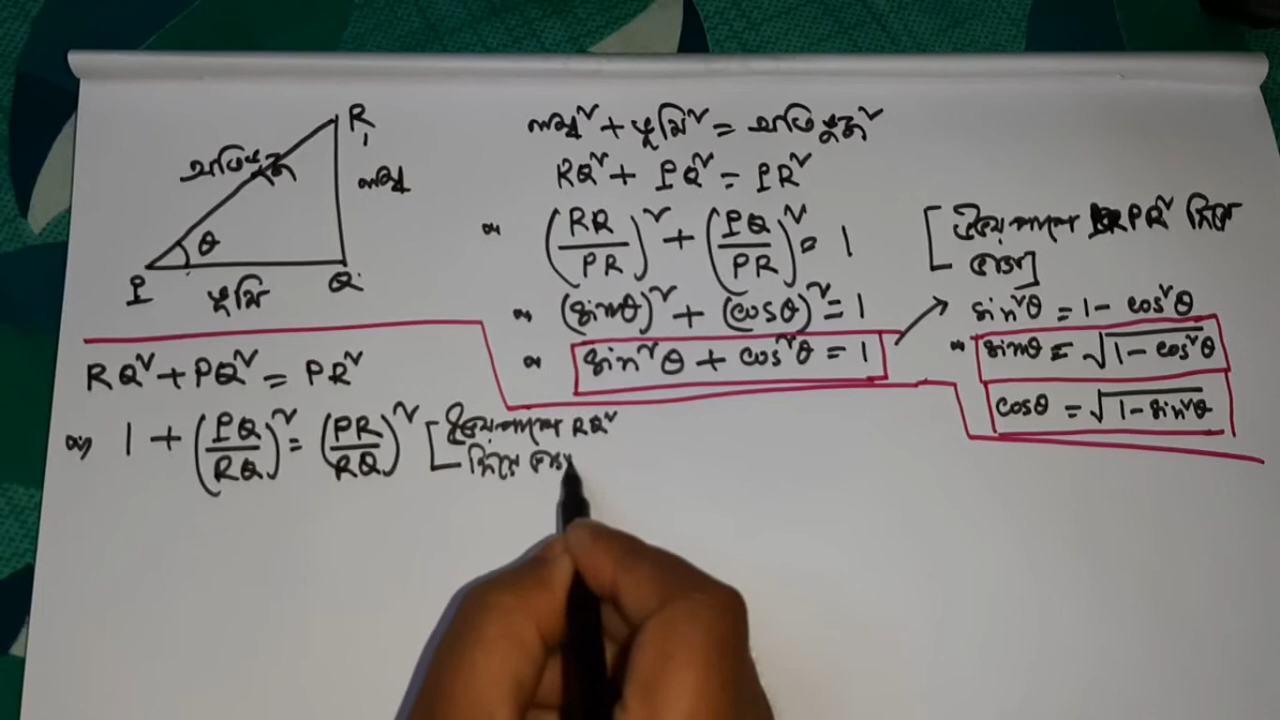 R
অতিভুজ
লম্ব
θ
P
ভূমি
Q
লম্ব² + ভূমি² = অতিভুজ²
RQ² + PQ² = PR²
বা (RQ/PR)² + (PQ/PR)² = 1
[উভয়পক্ষে PR² দিয়ে
ভাগ]
বা (sinθ)² + (cosθ)² = 1
বা sin²θ + cos²θ = 1
sin²θ = 1 - cos²θ
বা sinθ = √1 - cos²θ
cosθ = √1 - sin²θ
RQ² + PQ² = PR²
বা, 1 + (PQ/RQ)² = (PR/RQ)² [উভয়পক্ষে RQ²
দিয়ে ভাগ